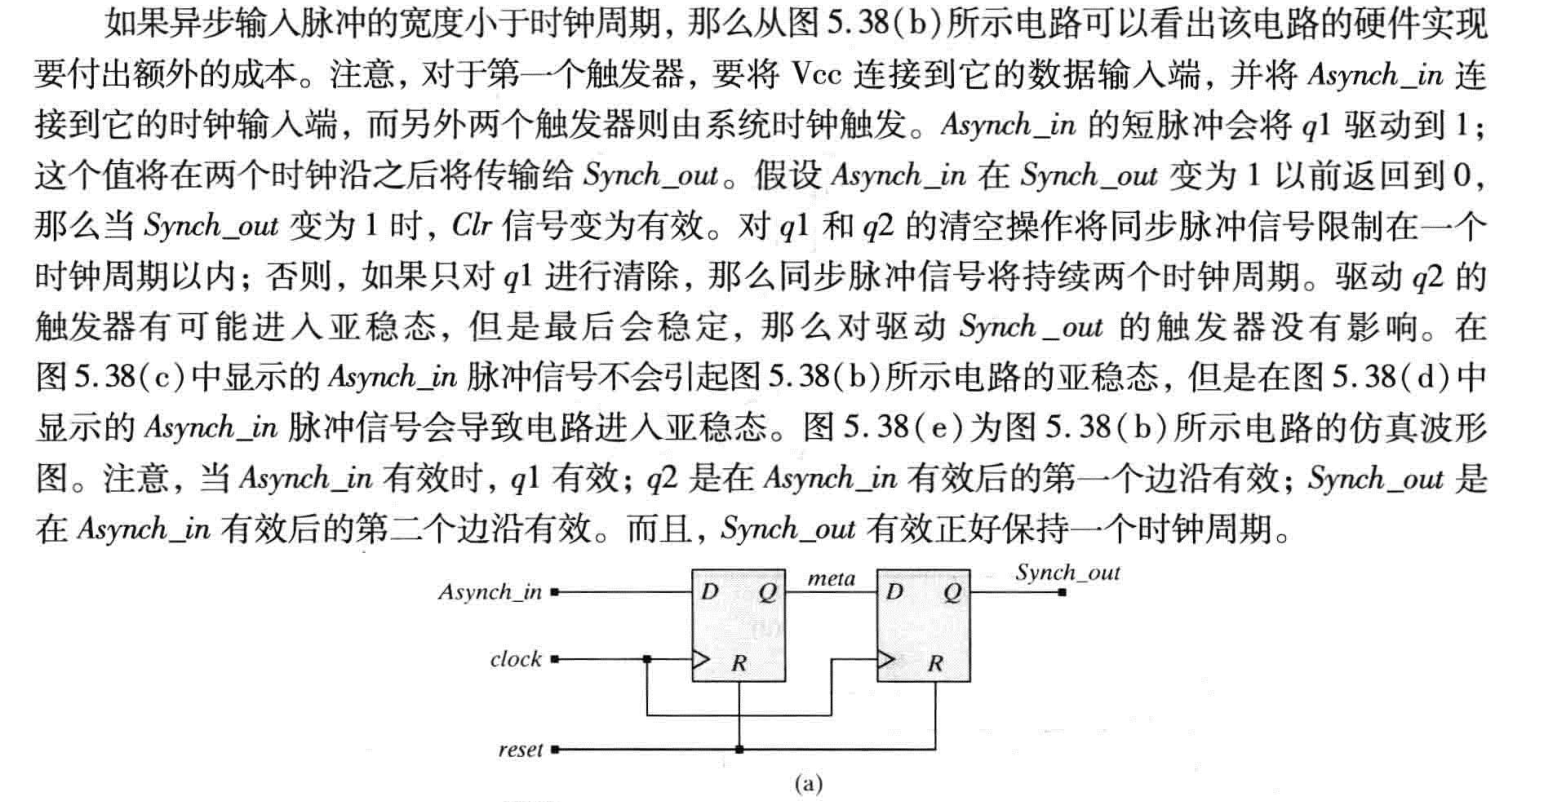 如果异步输入脉冲的宽度小于时钟周期，那么从图5.38(b)所示电路可以看出该电路的硬件实现
要付出额外的成本。注意，对于第一个触发器，要将 Vcc 连接到它的数据输入端，并将 Asynch_in 连
接到它的时钟输入端，而另外两个触发器则由系统时钟触发。Asynch_in 的短脉冲会将 q1 驱动到 1；
这个值将在两个时钟沿之后将传输给 Synch_out。假设 Asynch_in 在 Synch_out 变为 1 以前返回到 0，
那么当 Synch_out 变为 1 时，Clr 信号变为有效。对 q1 和 q2 的清空操作将同步脉冲信号限制在一个
时钟周期以内；否则，如果只对 q1 进行清除，那么同步脉冲信号将持续两个时钟周期。驱动 q2 的
触发器有可能进入亚稳态，但是最后会稳定，那么对驱动 Synch_out 的触发器没有影响。在
图5.38(c)中显示的 Asynch_in 脉冲信号不会引起图5.38(b)所示电路的亚稳态，但是在图5.38(d)中
显示的 Asynch_in 脉冲信号会导致电路进入亚稳态。图5.38(e)为图5.38(b)所示电路的仿真波形
图。注意，当 Asynch_in 有效时，q1 有效；q2 是在 Asynch_in 有效后的第一个边沿有效；Synch_out 是
在 Asynch_in 有效后的第二个边沿有效。而且，Synch_out 有效正好保持一个时钟周期。
Asynch_in D Q meta D Q Synch_out
clock R R
reset
(a)